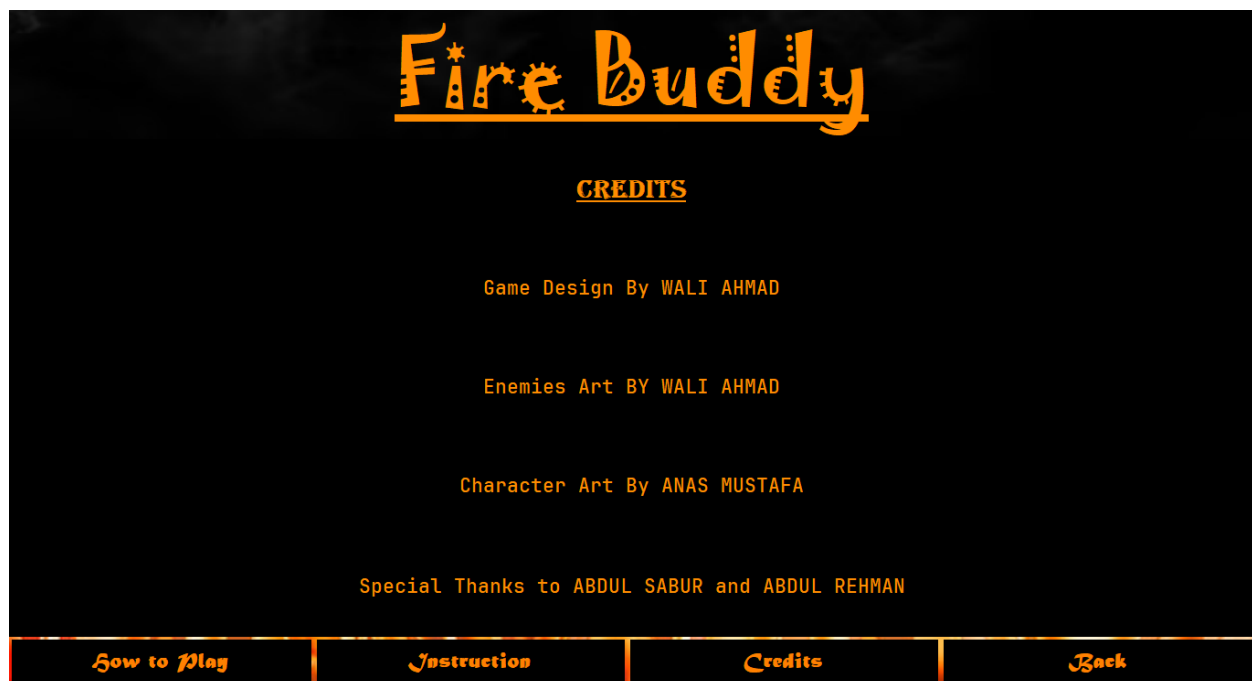 Fire Buddy
CREDITS
Game Design By WALI AHMAD
Enemies Art BY WALI AHMAD
Character Art By ANAS MUSTAFA
Special Thanks to ABDUL SABUR and ABDUL REHMAN
How to Play
Instruction
Credits
Back